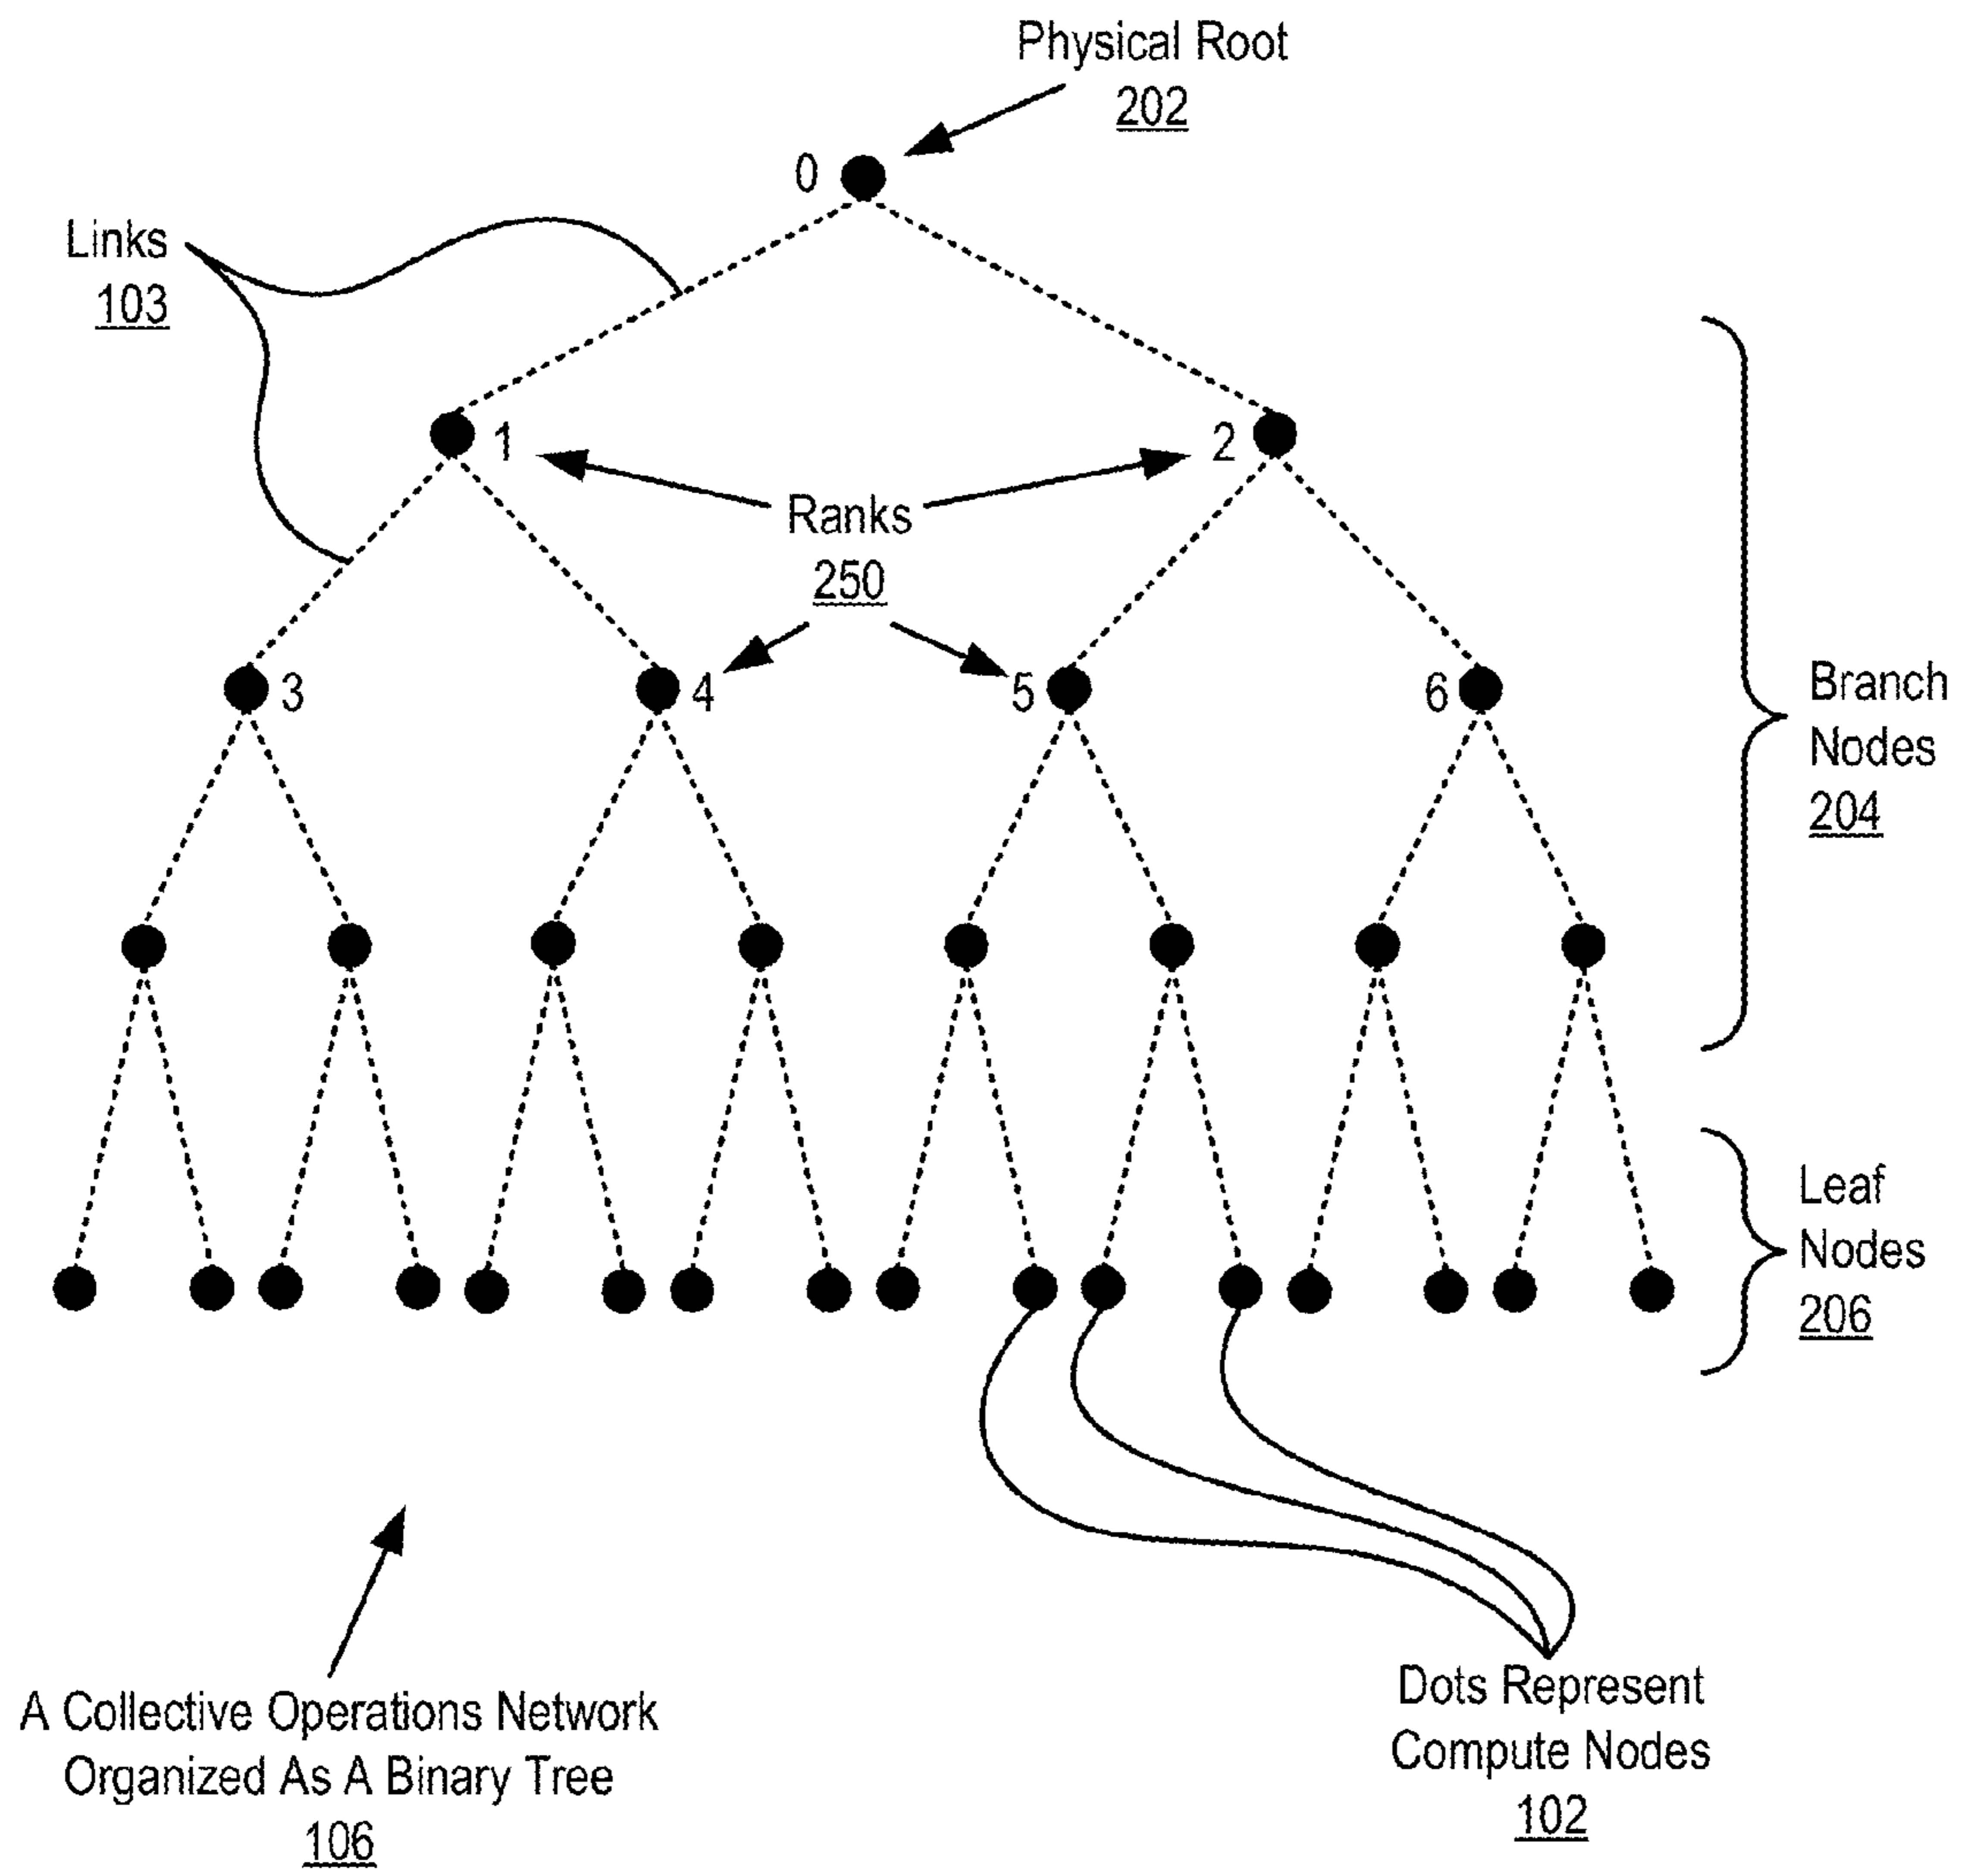 Physical Root
202
0
Links
103
1
2
Ranks
250
3
4
5
6
Branch
Nodes
204
Leaf
Nodes
206
A Collective Operations Network
Organized As A Binary Tree
106
Dots Represent
Compute Nodes
102